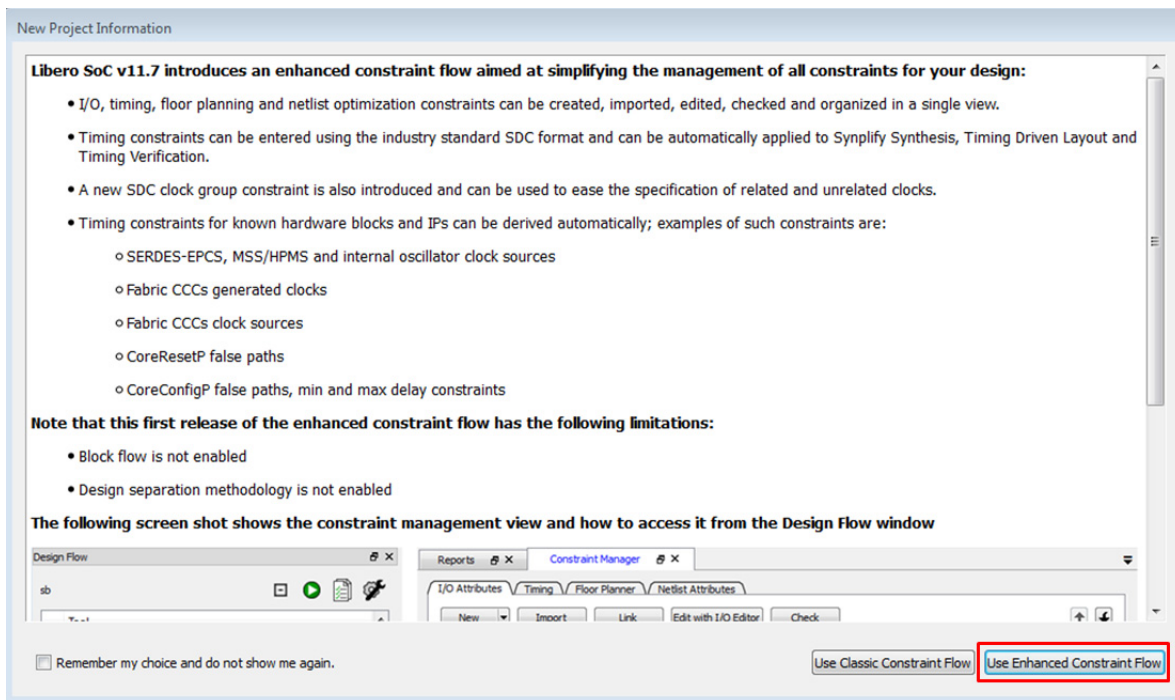 New Project Information
Libero SoC v11.7 introduces an enhanced constraint flow aimed at simplifying the management of all constraints for your design:
• I/O, timing, floor planning and netlist optimization constraints can be created, imported, edited, checked and organized in a single view.
• Timing constraints can be entered using the industry standard SDC format and can be automatically applied to Synplify Synthesis, Timing Driven Layout and
Timing Verification.
• A new SDC clock group constraint is also introduced and can be used to ease the specification of related and unrelated clocks.
• Timing constraints for known hardware blocks and IPs can be derived automatically; examples of such constraints are:
o SERDES-EPCS, MSS/HPMS and internal oscillator clock sources
o Fabric CCCs generated clocks
o Fabric CCCs clock sources
o CoreResetP false paths
o CoreConfigP false paths, min and max delay constraints
Note that this first release of the enhanced constraint flow has the following limitations:
• Block flow is not enabled
• Design separation methodology is not enabled
The following screen shot shows the constraint management view and how to access it from the Design Flow window
Design Flow
Reports Constraint Manager
sb
I/O Attributes Timing Floor Planner Netlist Attributes
Tool
New Import Link Edit with I/O Editor Check
Remember my choice and do not show me again.
Use Classic Constraint Flow Use Enhanced Constraint Flow